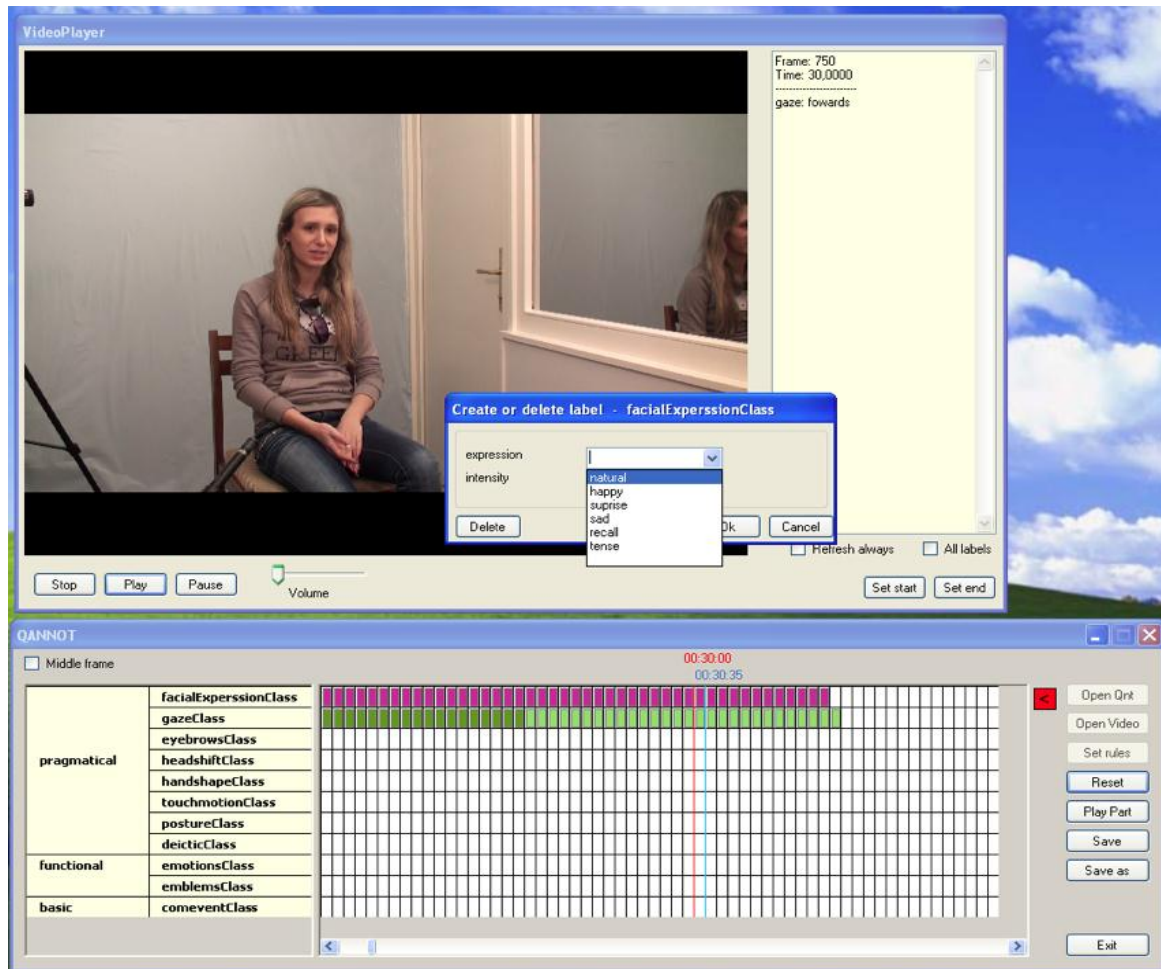 VideoPlayer
Frame: 750
Time: 30,0000
------------------------
gaze: fowards
GREEN
Create or delete label - facialExperssionClass
expression
intensity
natural
happy
suprise
sad
recall
tense
Delete
Ok
Cancel
Refresh always
All labels
Stop
Play
Pause
Volume
Set start
Set end
QANNOT
Middle frame
00:30:00
00:30:35
pragmatical
facialExperssionClass
gazeClass
eyebrowsClass
headshiftClass
handshapeClass
touchmotionClass
postureClass
deicticClass
functional
emotionsClass
emblemsClass
basic
comeventClass
<
Open Qnt
Open Video
Set rules
Reset
Play Part
Save
Save as
Exit